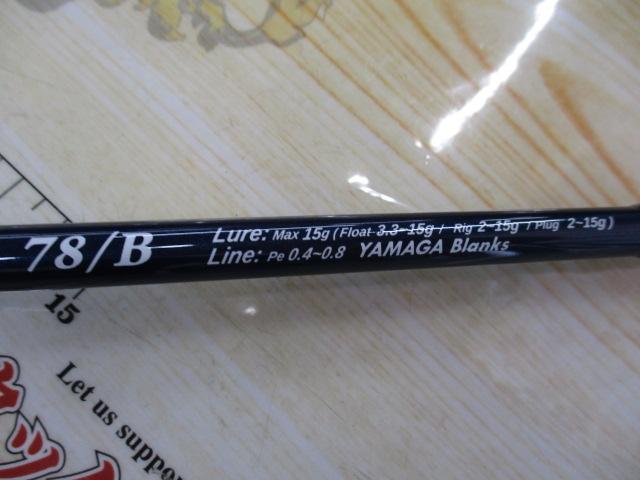 78/B
Lure: Max 15g (Float 3.3~15g / Rig 2~15g / Plug 2~15g)
Line: Pe 0.4~0.8 YAMAGA Blanks
15
Let us suppor